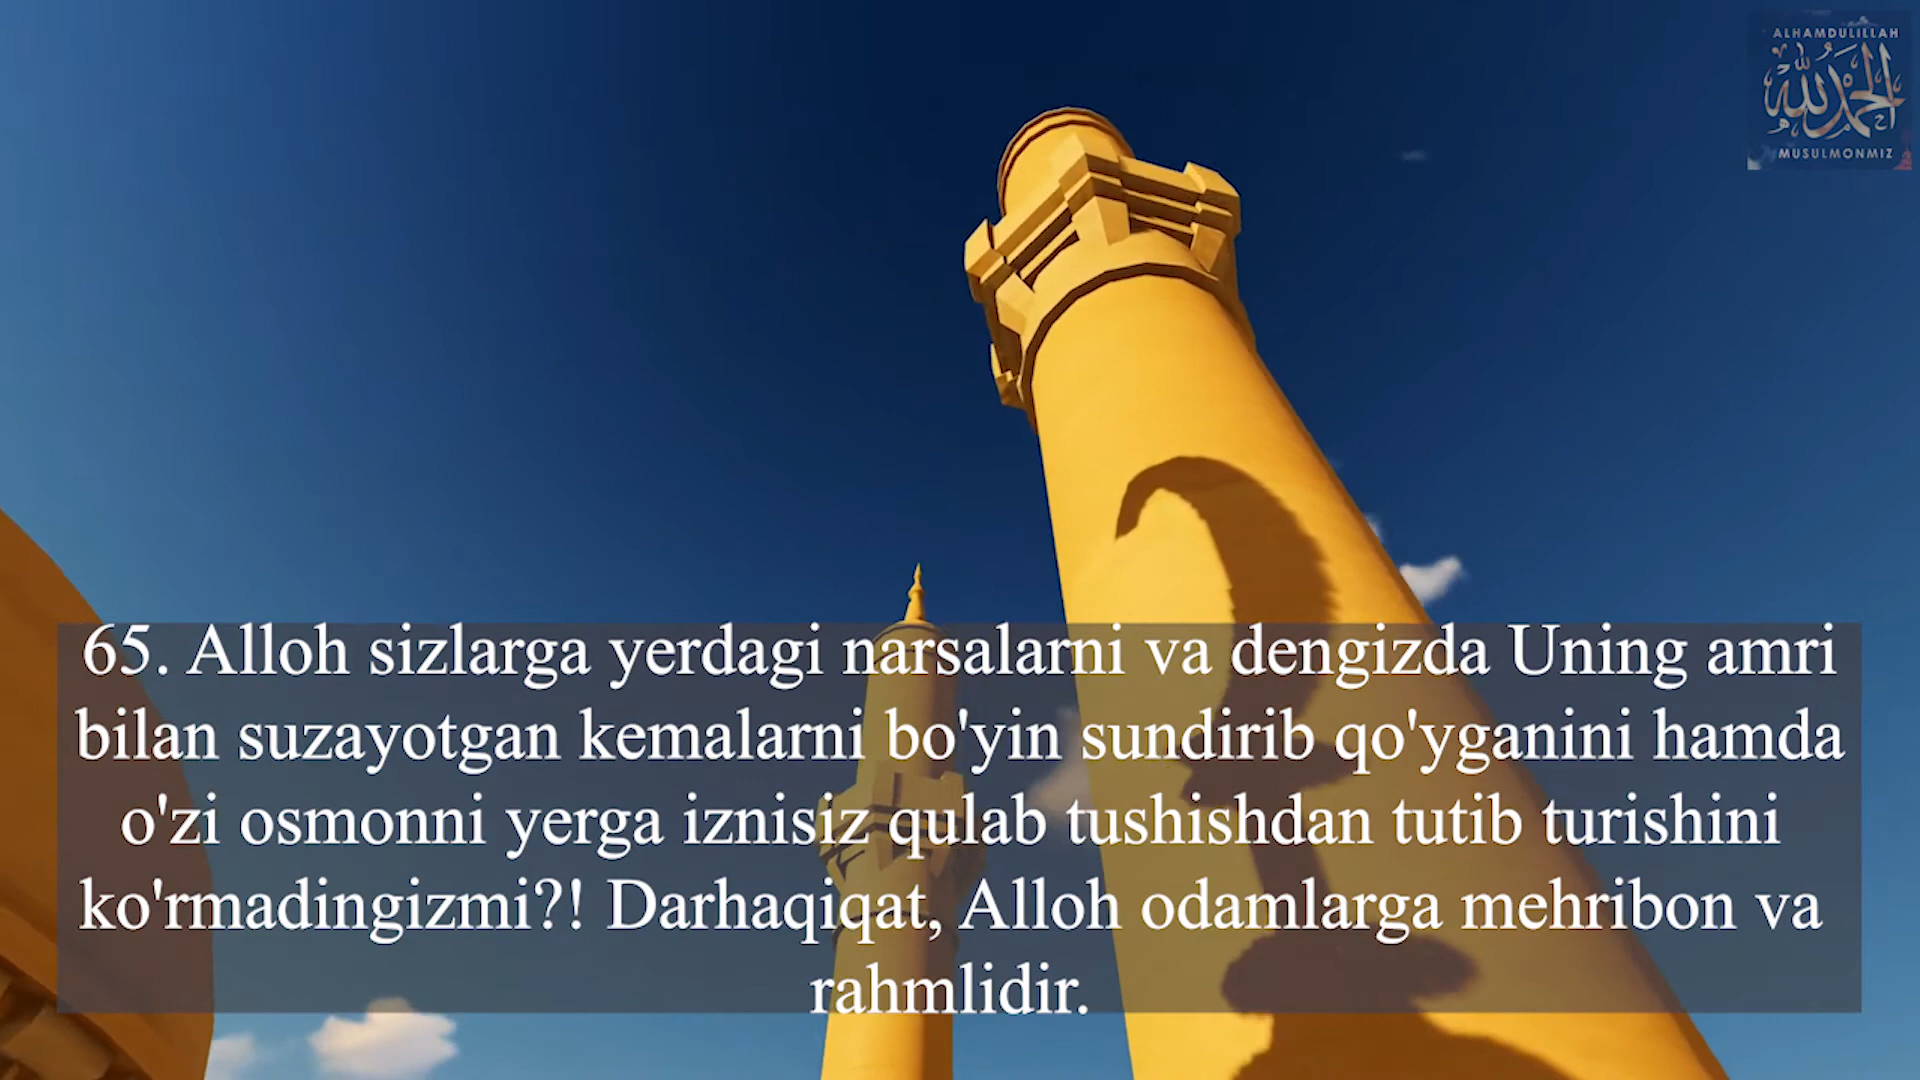 ALHAMDULILLAH
الحمد لله
MUSULMONMIZ
65. Alloh sizlarga yerdagi narsalarni va dengizda Uning amri
bilan suzayotgan kemalarni bo'yin sundirib qo'yganini hamda
o'zi osmonni yerga iznisiz qulab tushishdan tutib turishini
ko'rmadingizmi?! Darhaqiqat, Alloh odamlarga mehribon va
rahmlidir.